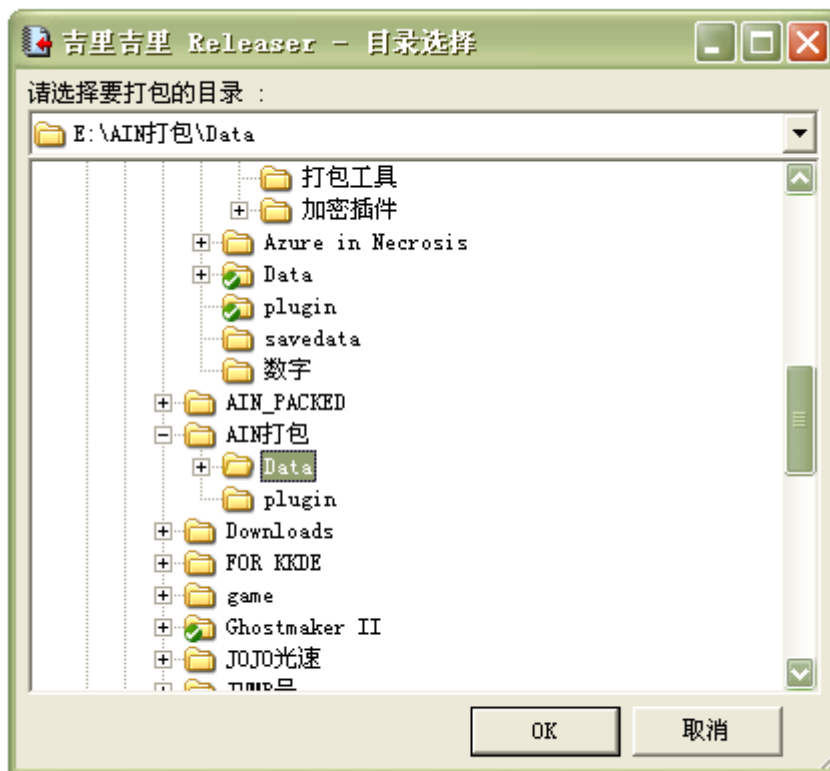 吉里吉里 Releaser - 目录选择
请选择要打包的目录 :
E:\AIN打包\Data
打包工具
加密插件
Azure in Necrosis
Data
plugin
savedata
数字
AIN_PACKED
AIN打包
Data
plugin
Downloads
FOR KKDE
game
Ghostmaker II
JOJO光速
OK
取消